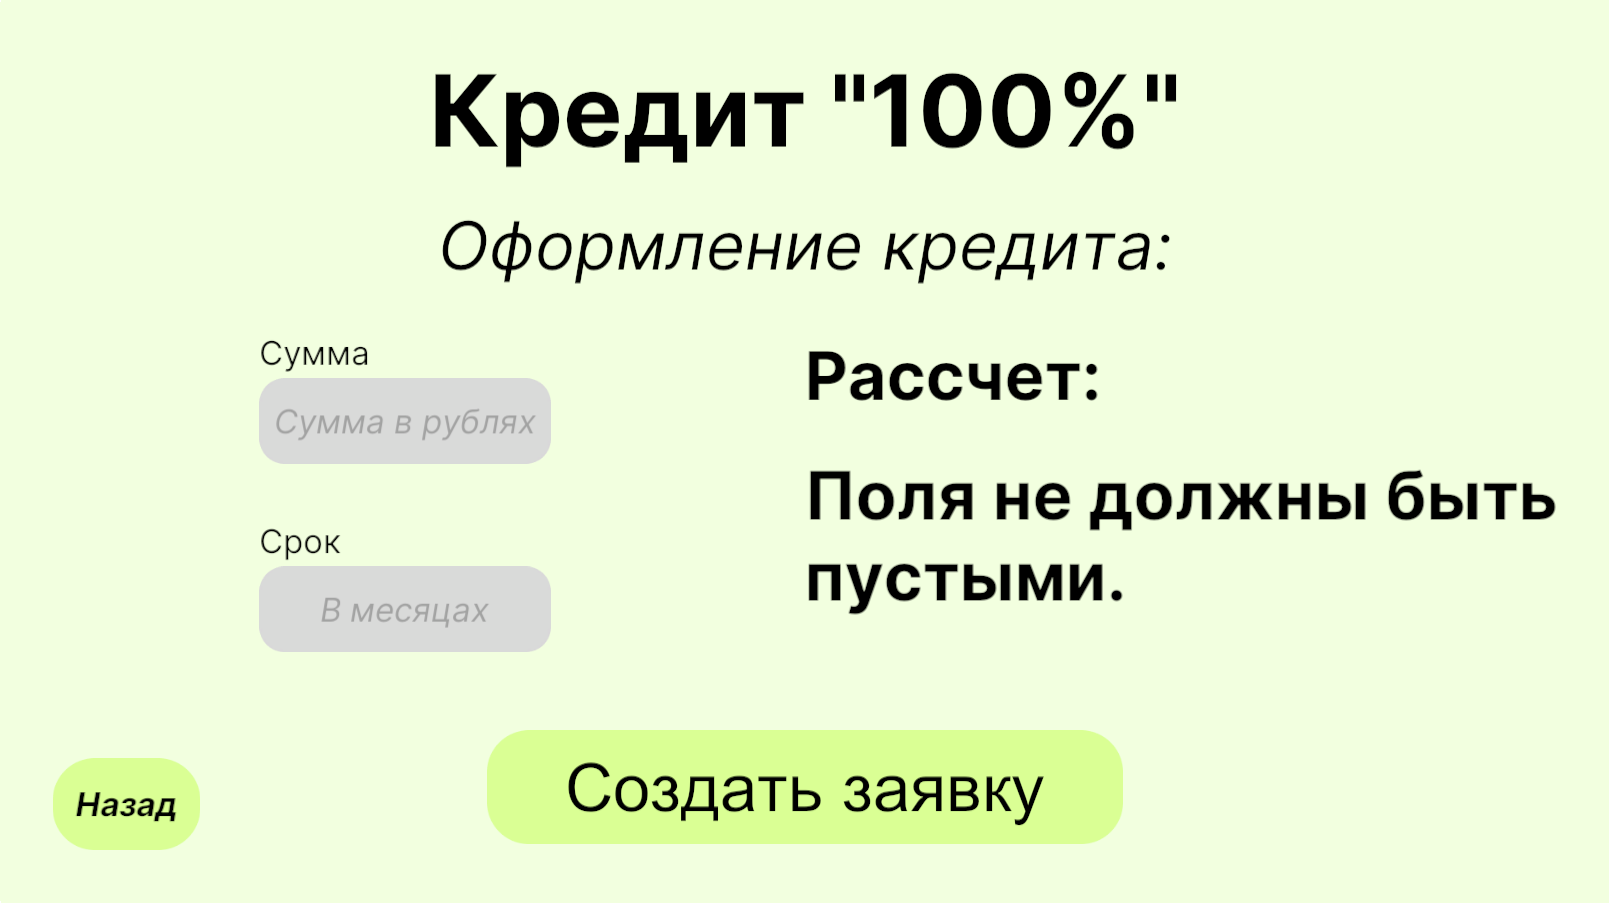 Кредит "100%"
Оформление кредита:
Сумма
Сумма в рублях
Срок
В месяцах
Рассчет:
Поля не должны быть
пустыми.
Создать заявку
Назад